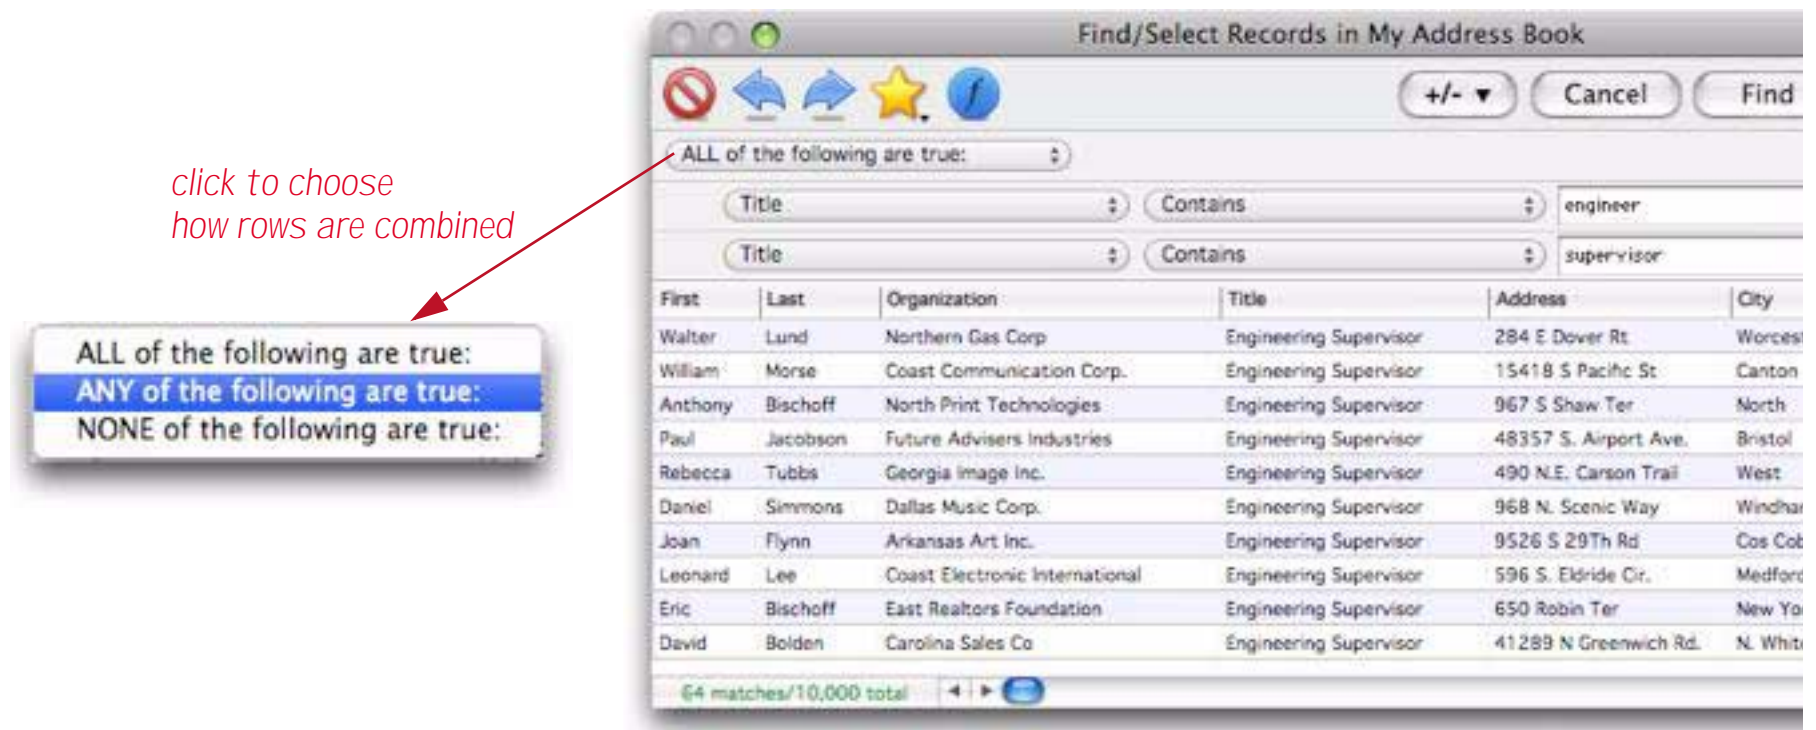 Find/Select Records in My Address Book
+/- ▼ Cancel Find
ALL of the following are true:
click to choose
how rows are combined
Title Contains engineer
Title Contains supervisor
ALL of the following are true:
ANY of the following are true:
NONE of the following are true:
First Last Organization Title Address City
Walter Lund Northern Gas Corp Engineering Supervisor 284 E Dover Rt Worcest
William Morse Coast Communication Corp. Engineering Supervisor 15418 S Pacific St Canton
Anthony Bischoff North Print Technologies Engineering Supervisor 967 S Shaw Ter North
Paul Jacobson Future Advisers Industries Engineering Supervisor 48357 S. Airport Ave. Bristol
Rebecca Tubbs Georgia Image Inc. Engineering Supervisor 490 N.E. Carson Trail West
Daniel Simmons Dallas Music Corp. Engineering Supervisor 968 N. Scenic Way Windhar
Joan Flynn Arkansas Art Inc. Engineering Supervisor 9526 S 29Th Rd Cos Cob
Leonard Lee Coast Electronic International Engineering Supervisor 596 S. Eldride Cir. Medford
Eric Bischoff East Realtors Foundation Engineering Supervisor 650 Robin Ter New Yo
David Bolden Carolina Sales Co Engineering Supervisor 41289 N Greenwich Rd. N. White
64 matches/10,000 total